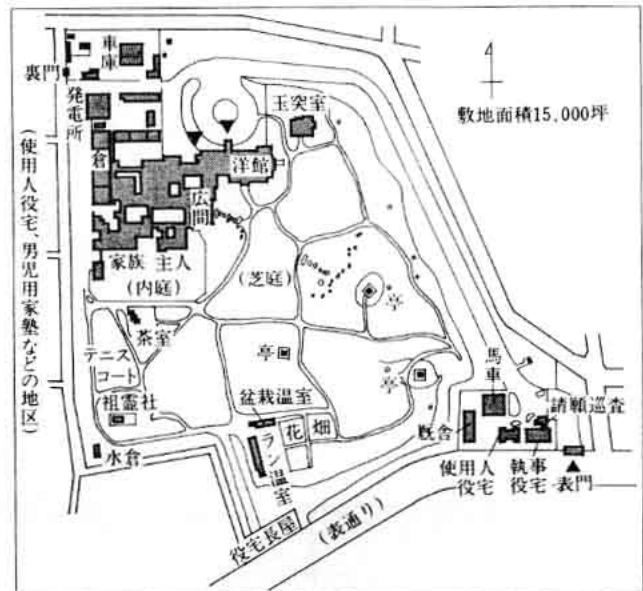 車庫
裏門
発電所
倉
玉突室
敷地面積15,000坪
洋館
広間
家族 主人
(内庭)
(芝庭)
(使用人役宅、男児用家塾などの地区)
亭
茶室
テニスコート
亭
亭
馬車
請願巡査
祖霊社
盆栽温室
花 畑
厩舎
水倉
ラン温室
使用人役宅
執事役宅
表門
役宅長屋
(表通り)